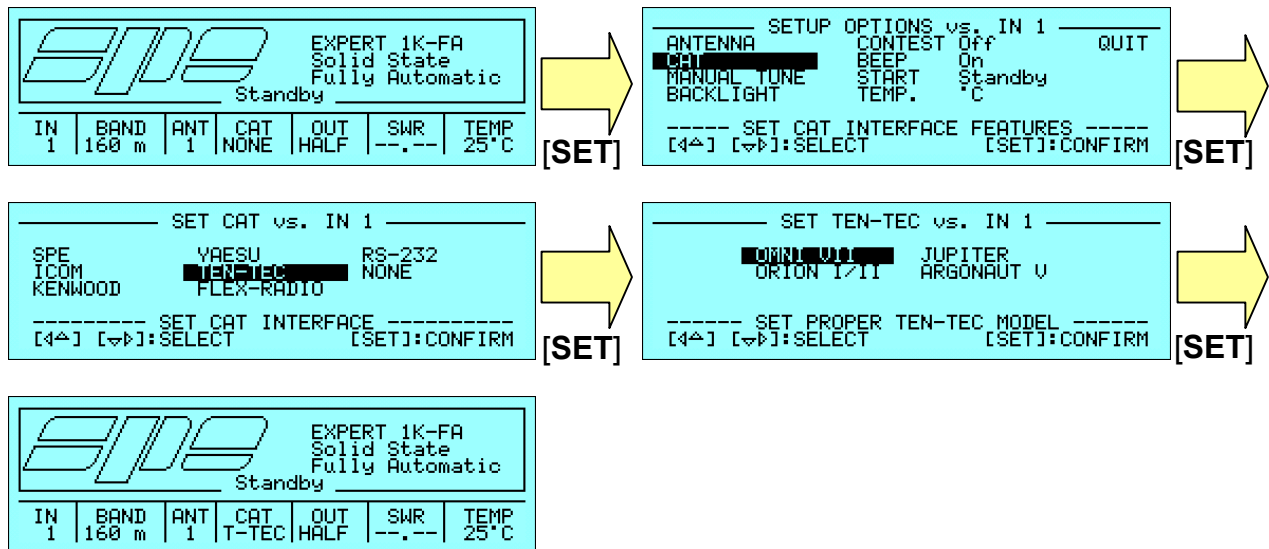 spe
EXPERT 1K-FA
Solid State
Fully Automatic
Standby
IN BAND ANT CAT OUT SWR TEMP
1 160 m 1 NONE HALF --.-- 25°C
[SET]
SETUP OPTIONS vs. IN 1
ANTENNA CONTEST Off QUIT
CAT BEEP On
MANUAL TUNE START Standby
BACKLIGHT TEMP. °C
----- SET CAT INTERFACE FEATURES -----
[◁△] [▽▷]:SELECT [SET]:CONFIRM
[SET]
SET CAT vs. IN 1
SPE YAESU RS-232
ICOM TEN-TEC NONE
KENWOOD FLEX-RADIO
--------- SET CAT INTERFACE ----------
[◁△] [▽▷]:SELECT [SET]:CONFIRM
[SET]
SET TEN-TEC vs. IN 1
OMNI VII JUPITER
ORION I/II ARGONAUT V
------ SET PROPER TEN-TEC MODEL ------
[◁△] [▽▷]:SELECT [SET]:CONFIRM
[SET]
spe
EXPERT 1K-FA
Solid State
Fully Automatic
Standby
IN BAND ANT CAT OUT SWR TEMP
1 160 m 1 T-TEC HALF --.-- 25°C